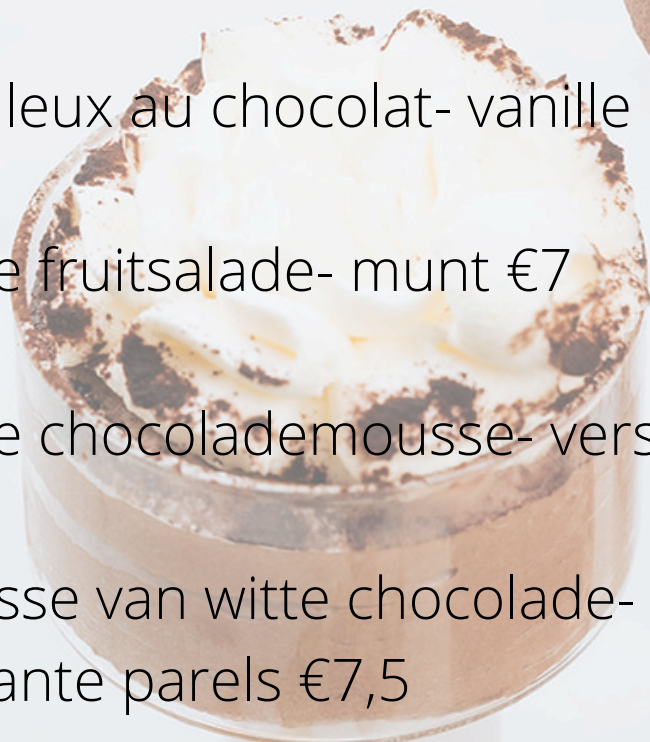 leux au chocolat- vanille
e fruitsalade- munt €7
e chocolademousse- vers
sse van witte chocolade-
ante parels €7,5